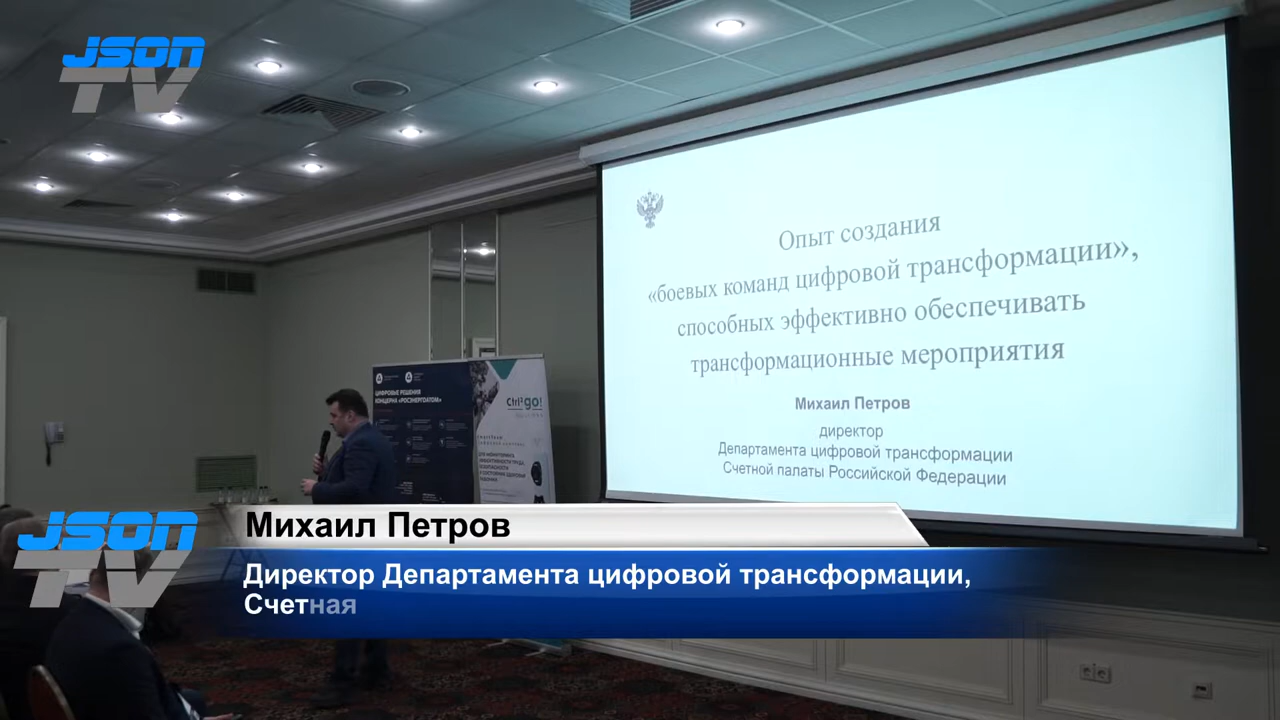 JSON
TV
Опыт создания
«боевых команд цифровой трансформации»,
способных эффективно обеспечивать
трансформационные мероприятия
Михаил Петров
директор
Департамента цифровой трансформации
Счетной палаты Российской Федерации
ЦИФРОВЫЕ РЕШЕНИЯ
КОНЦЕРНА «РОСЭНЕРГОАТОМ»
Ctrl2go!
JSON
TV
Михаил Петров
Директор Департамента цифровой трансформации,
Счетная